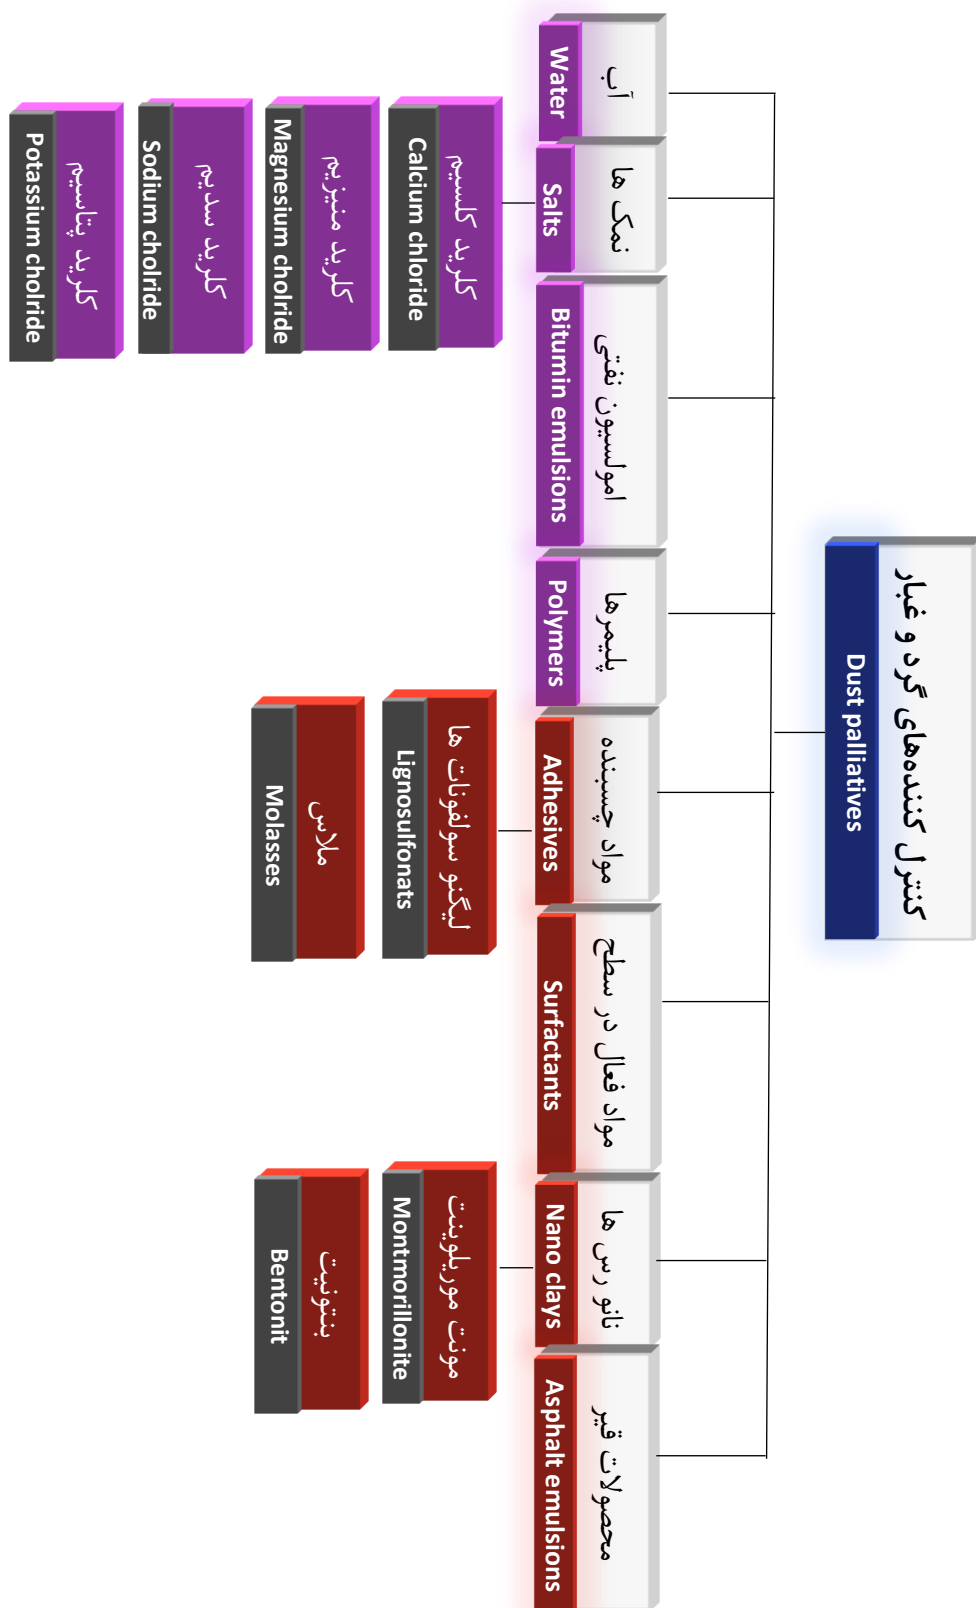 کنترل کننده‌های گرد و غبار
Dust palliatives
آب
Water
نمک ها
Salts
کلرید کلسیم
Calcium chloride
کلرید منیزیم
Magnesium cholride
کلرید سدیم
Sodium cholride
کلرید پتاسیم
Potassium cholride
امولسیون نفتی
Bitumin emulsions
پلیمرها
Polymers
مواد چسبنده
Adhesives
لیگنو سولفونات ها
Lignosulfonats
ملاس
Molasses
مواد فعال در سطح
Surfactants
نانو رس ها
Nano clays
مونت موریلوینت
Montmorillonite
بنتونیت
Bentonit
محصولات قیر
Asphalt emulsions